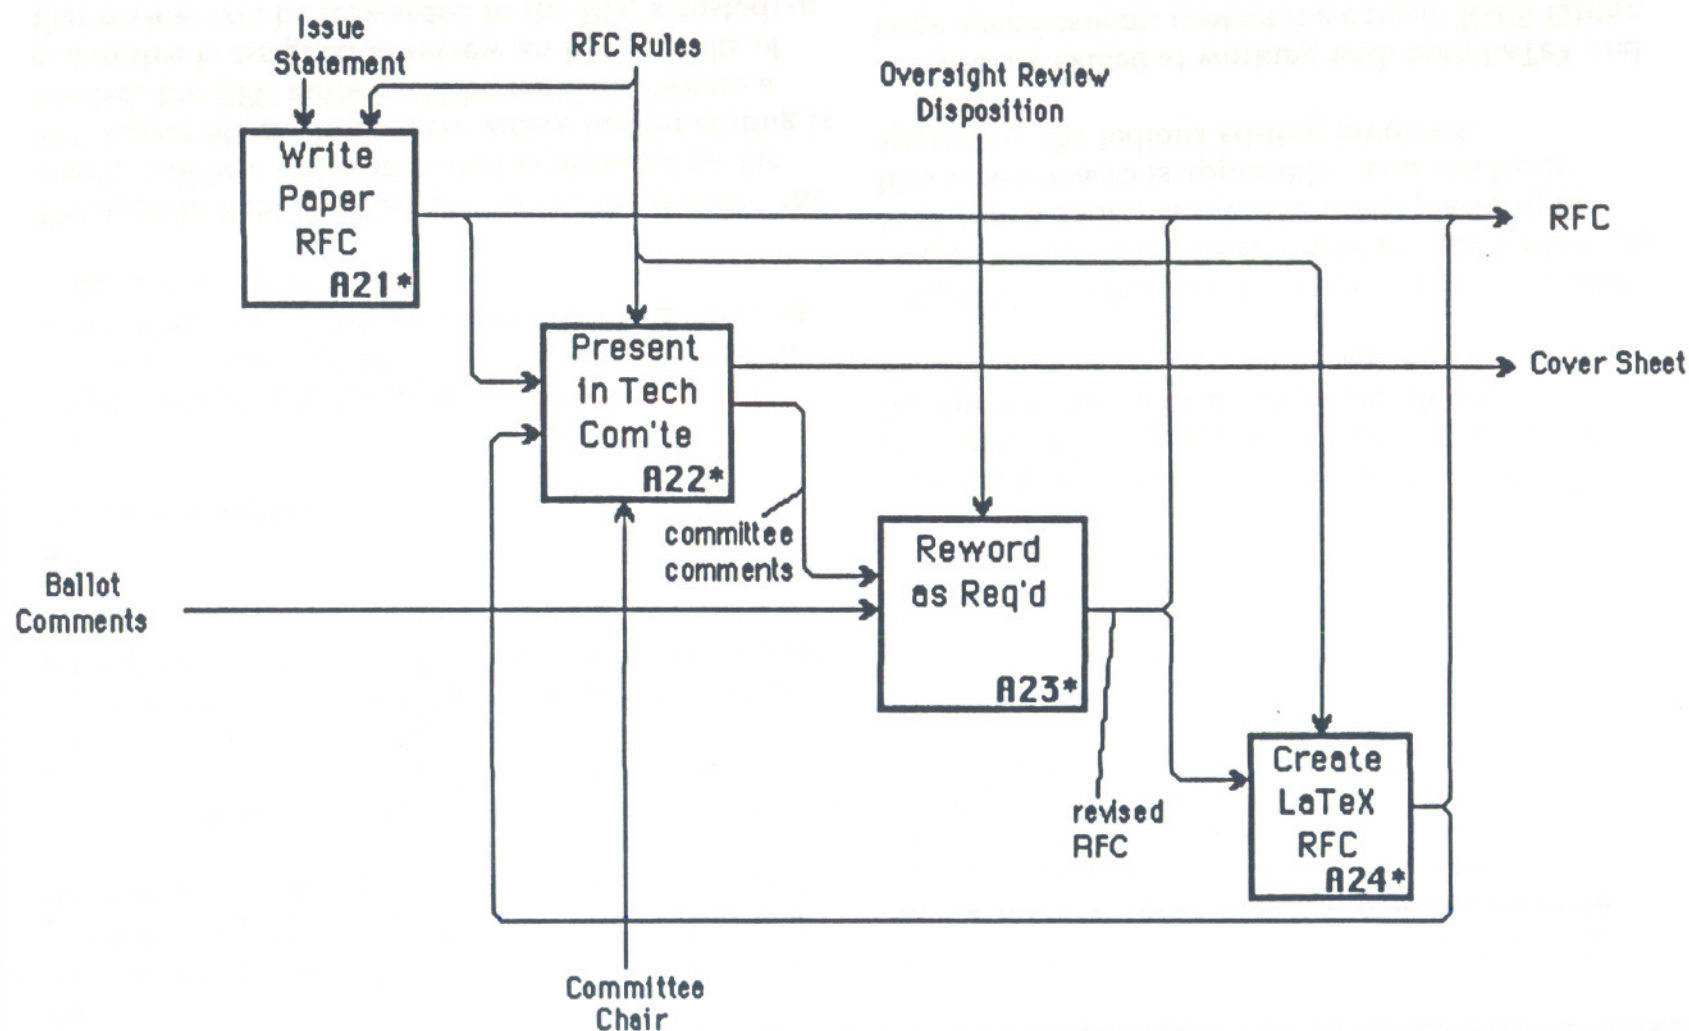 Issue
Statement
RFC Rules
Oversight Review
Disposition
Write
Paper
RFC
A21*
RFC
Present
in Tech
Com'te
A22*
Cover Sheet
committee
comments
Reword
as Req'd
A23*
Ballot
Comments
revised
RFC
Create
LaTeX
RFC
A24*
Committee
Chair